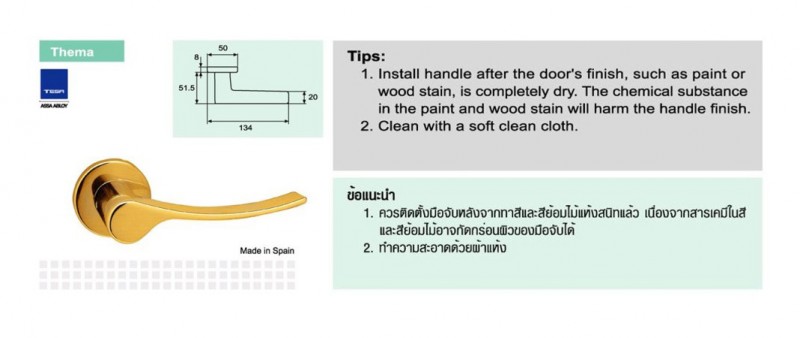 Thema
TESA
ASSA ABLOY
50
8
51.5
20
134
Made in Spain
Tips:
1. Install handle after the door's finish, such as paint or
wood stain, is completely dry. The chemical substance
in the paint and wood stain will harm the handle finish.
2. Clean with a soft clean cloth.
ข้อแนะนำ
1. ควรติดตั้งมือจับหลังจากทาสีและสีย้อมไม้แห้งสนิทแล้ว เนื่องจากสารเคมีในสี
และสีย้อมไม้อาจกัดกร่อนผิวของมือจับได้
2. ทำความสะอาดด้วยผ้าแห้ง